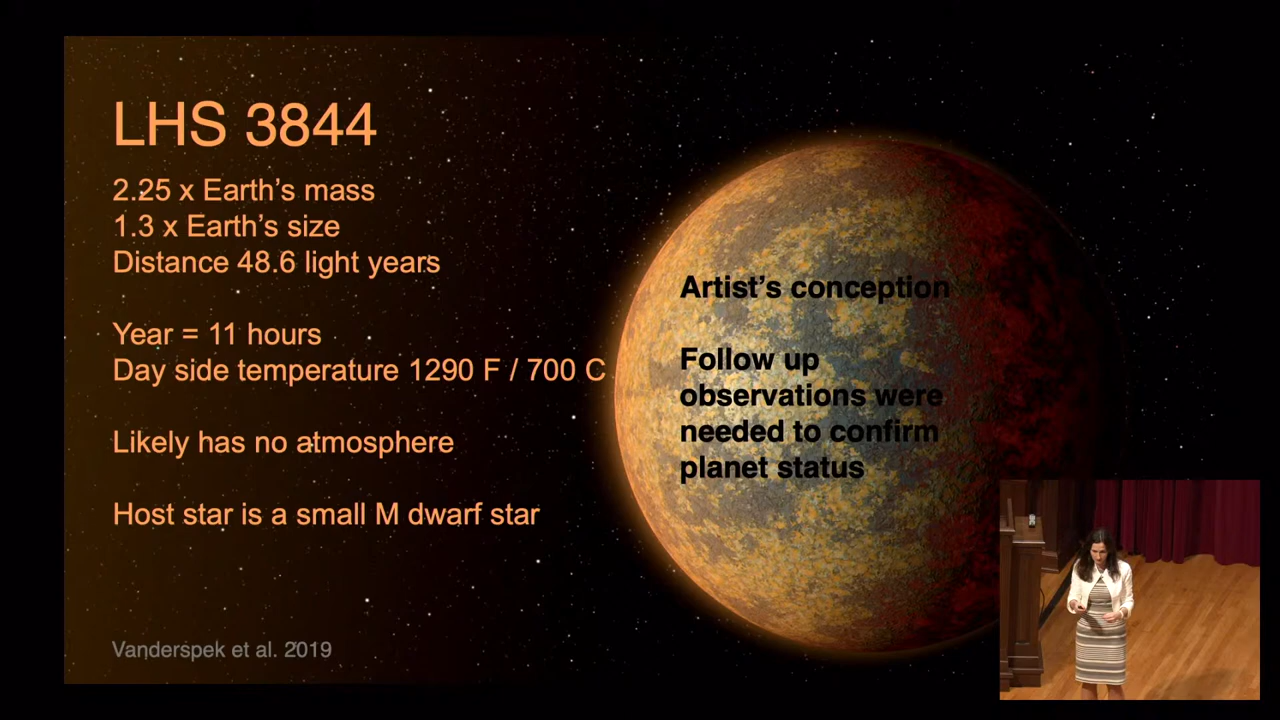 LHS 3844
2.25 x Earth’s mass
1.3 x Earth’s size
Distance 48.6 light years
Year = 11 hours
Day side temperature 1290 F / 700 C
Likely has no atmosphere
Host star is a small M dwarf star
Vanderspek et al. 2019
Artist’s conception
Follow up
observations were
needed to confirm
planet status